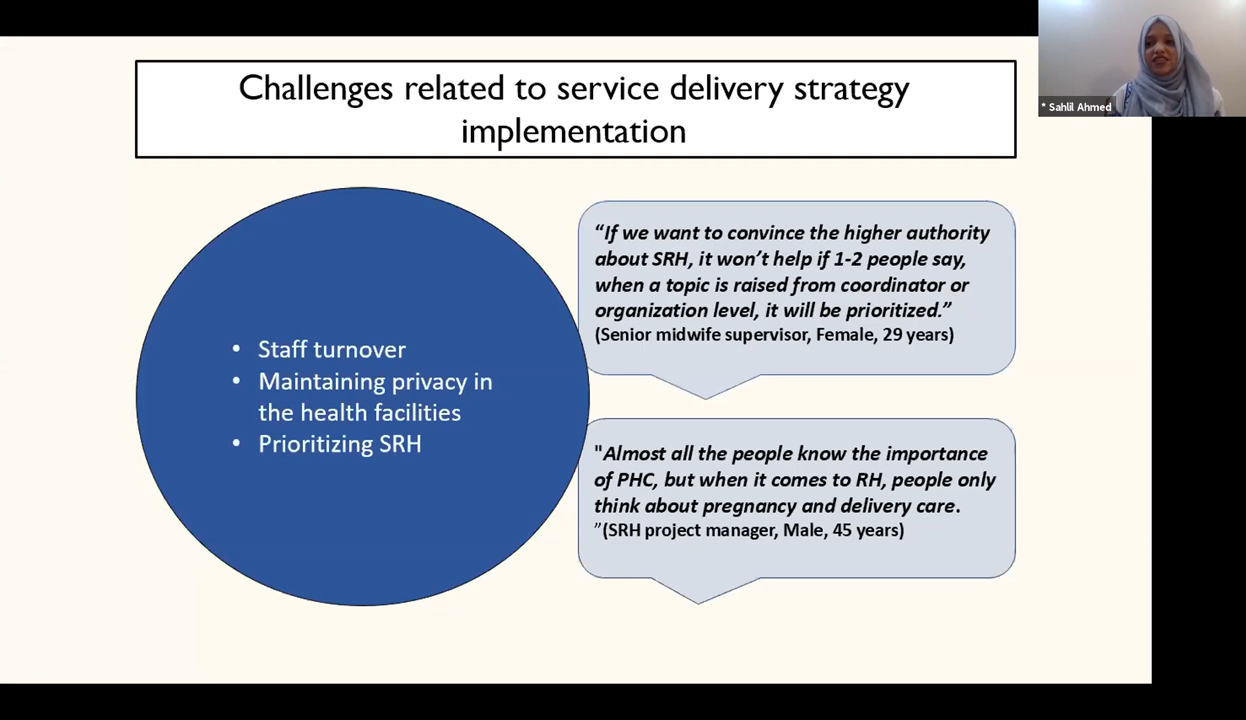 Challenges related to service delivery strategy
implementation
* Sahlil Ahmed
• Staff turnover
• Maintaining privacy in
the health facilities
• Prioritizing SRH
“If we want to convince the higher authority
about SRH, it won’t help if 1-2 people say,
when a topic is raised from coordinator or
organization level, it will be prioritized.”
(Senior midwife supervisor, Female, 29 years)
"Almost all the people know the importance
of PHC, but when it comes to RH, people only
think about pregnancy and delivery care.
”(SRH project manager, Male, 45 years)